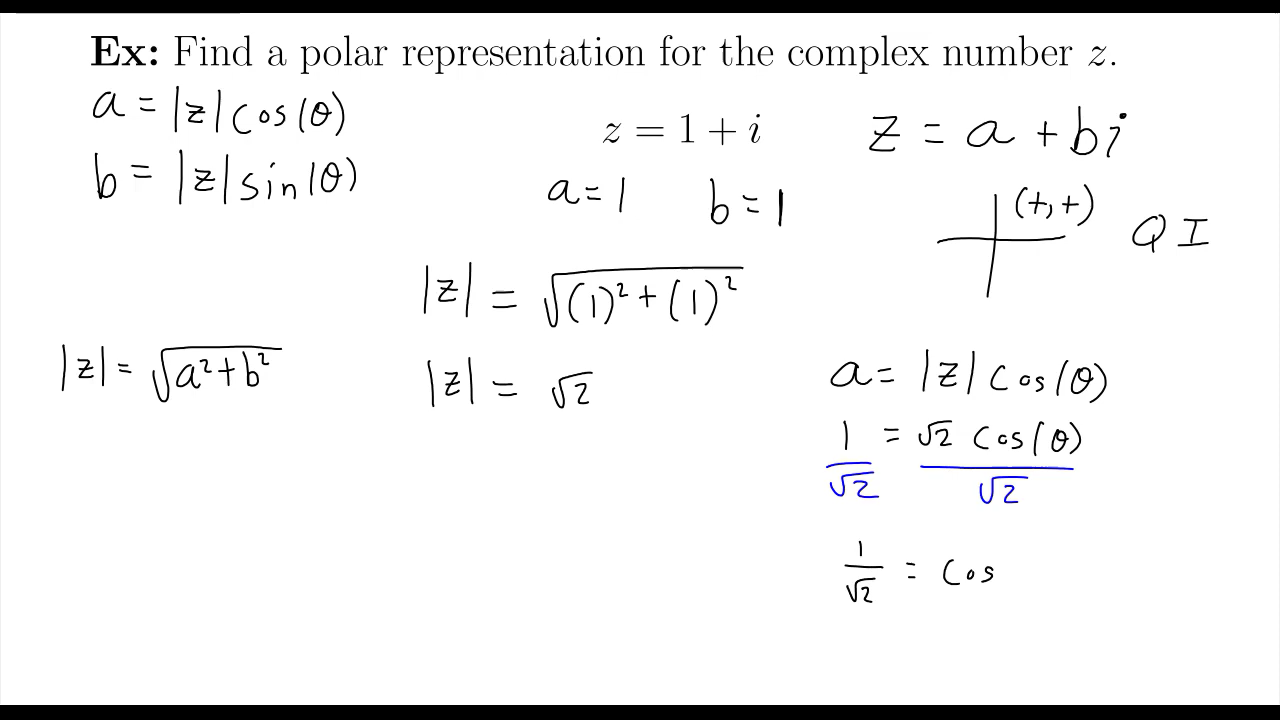 Ex: Find a polar representation for the complex number z.
a = |z| cos(θ)
z = 1 + i
z = a + bi
b = |z| sin(θ)
a = 1
b = 1
(+,+)
Q I
|z| = √(1)² + (1)²
|z| = √a² + b²
|z| = √2
a = |z| cos(θ)
1 = √2 cos(θ)
√2 √2
1/√2 = cos